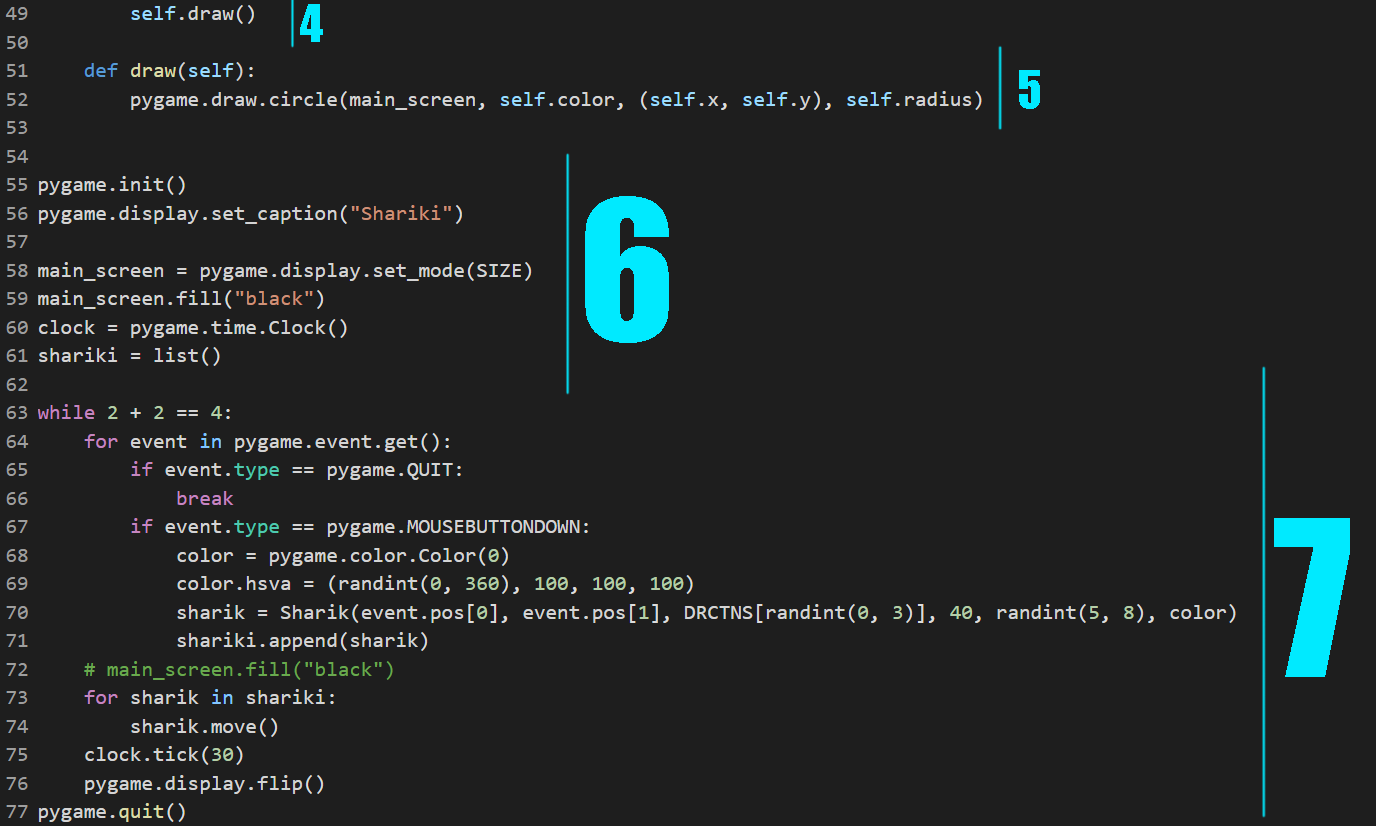 49         self.draw()
4
50
51     def draw(self):
52         pygame.draw.circle(main_screen, self.color, (self.x, self.y), self.radius)
5
53
54
55 pygame.init()
56 pygame.display.set_caption("Shariki")
57
58 main_screen = pygame.display.set_mode(SIZE)
6
59 main_screen.fill("black")
60 clock = pygame.time.Clock()
61 shariki = list()
62
63 while 2 + 2 == 4:
64     for event in pygame.event.get():
65         if event.type == pygame.QUIT:
66             break
67         if event.type == pygame.MOUSEBUTTONDOWN:
68             color = pygame.color.Color(0)
69             color.hsva = (randint(0, 360), 100, 100, 100)
7
70             sharik = Sharik(event.pos[0], event.pos[1], DRCTNS[randint(0, 3)], 40, randint(5, 8), color)
71             shariki.append(sharik)
72     # main_screen.fill("black")
73     for sharik in shariki:
74         sharik.move()
75     clock.tick(30)
76     pygame.display.flip()
77 pygame.quit()